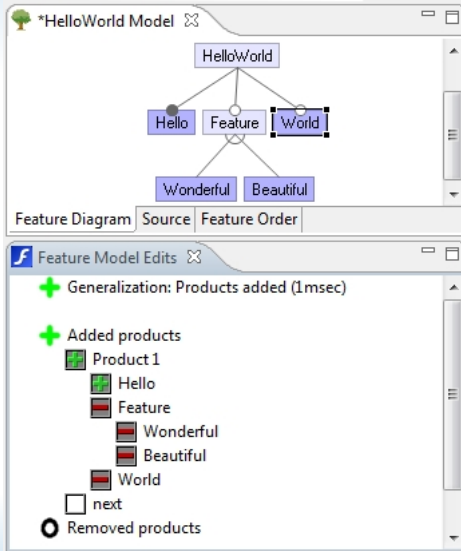 *HelloWorld Model
HelloWorld
Hello Feature World
Wonderful Beautiful
Feature Diagram Source Feature Order
Feature Model Edits
Generalization: Products added (1msec)
Added products
Product 1
Hello
Feature
Wonderful
Beautiful
World
next
Removed products